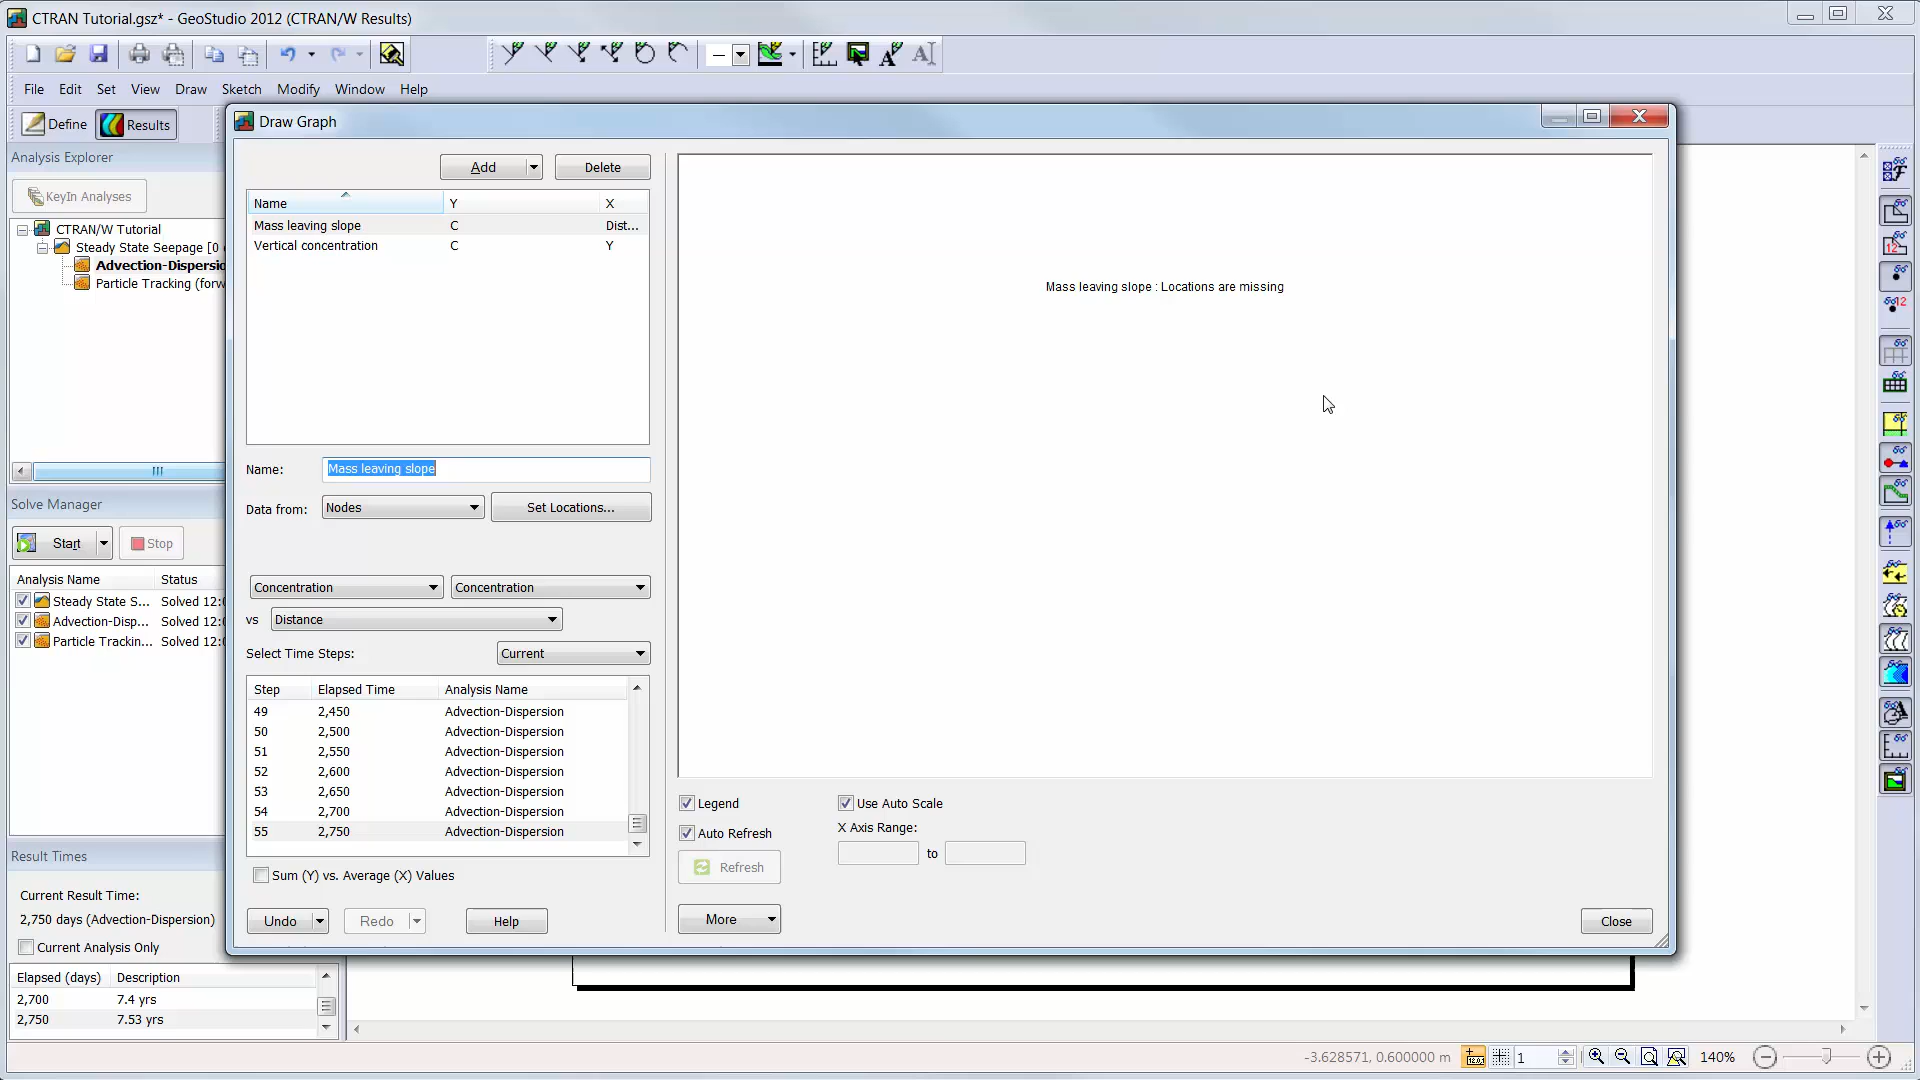 CTRAN Tutorial.gsz* - GeoStudio 2012 (CTRAN/W Results)
File Edit Set View Draw Sketch Modify Window Help
Define Results
Draw Graph
Analysis Explorer
KeyIn Analyses
CTRAN/W Tutorial
Steady State Seepage [0
Advection-Dispersio
Particle Tracking (forw
Add Delete
Name Y X
Mass leaving slope C Dist...
Vertical concentration C Y
Mass leaving slope : Locations are missing
Name: Mass leaving slope
Data from: Nodes Set Locations...
Concentration Concentration
vs Distance
Select Time Steps: Current
Step Elapsed Time Analysis Name
49 2,450 Advection-Dispersion
50 2,500 Advection-Dispersion
51 2,550 Advection-Dispersion
52 2,600 Advection-Dispersion
53 2,650 Advection-Dispersion
54 2,700 Advection-Dispersion
55 2,750 Advection-Dispersion
Sum (Y) vs. Average (X) Values
Undo Redo Help
Legend
Auto Refresh
Refresh
More
Use Auto Scale
X Axis Range:
to
Close
Solve Manager
Start Stop
Analysis Name Status
Steady State S... Solved 12:0
Advection-Disp... Solved 12:0
Particle Trackin... Solved 12:0
Result Times
Current Result Time:
2,750 days (Advection-Dispersion)
Current Analysis Only
Elapsed (days) Description
2,700 7.4 yrs
2,750 7.53 yrs
-3.628571, 0.600000 m
1
140%